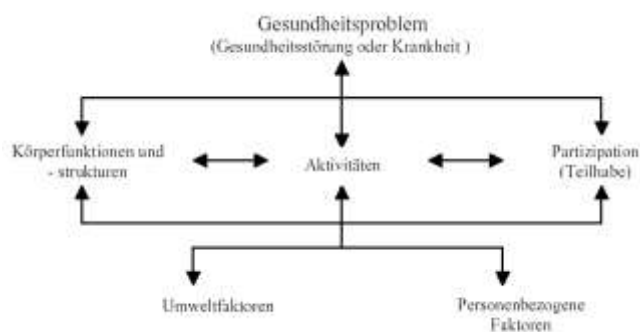 Gesundheitsproblem
(Gesundheitsstörung oder Krankheit )
Körperfunktionen und
- strukturen
Aktivitäten
Partizipation
(Teilhabe)
Umweltfaktoren
Personenbezogene
Faktoren